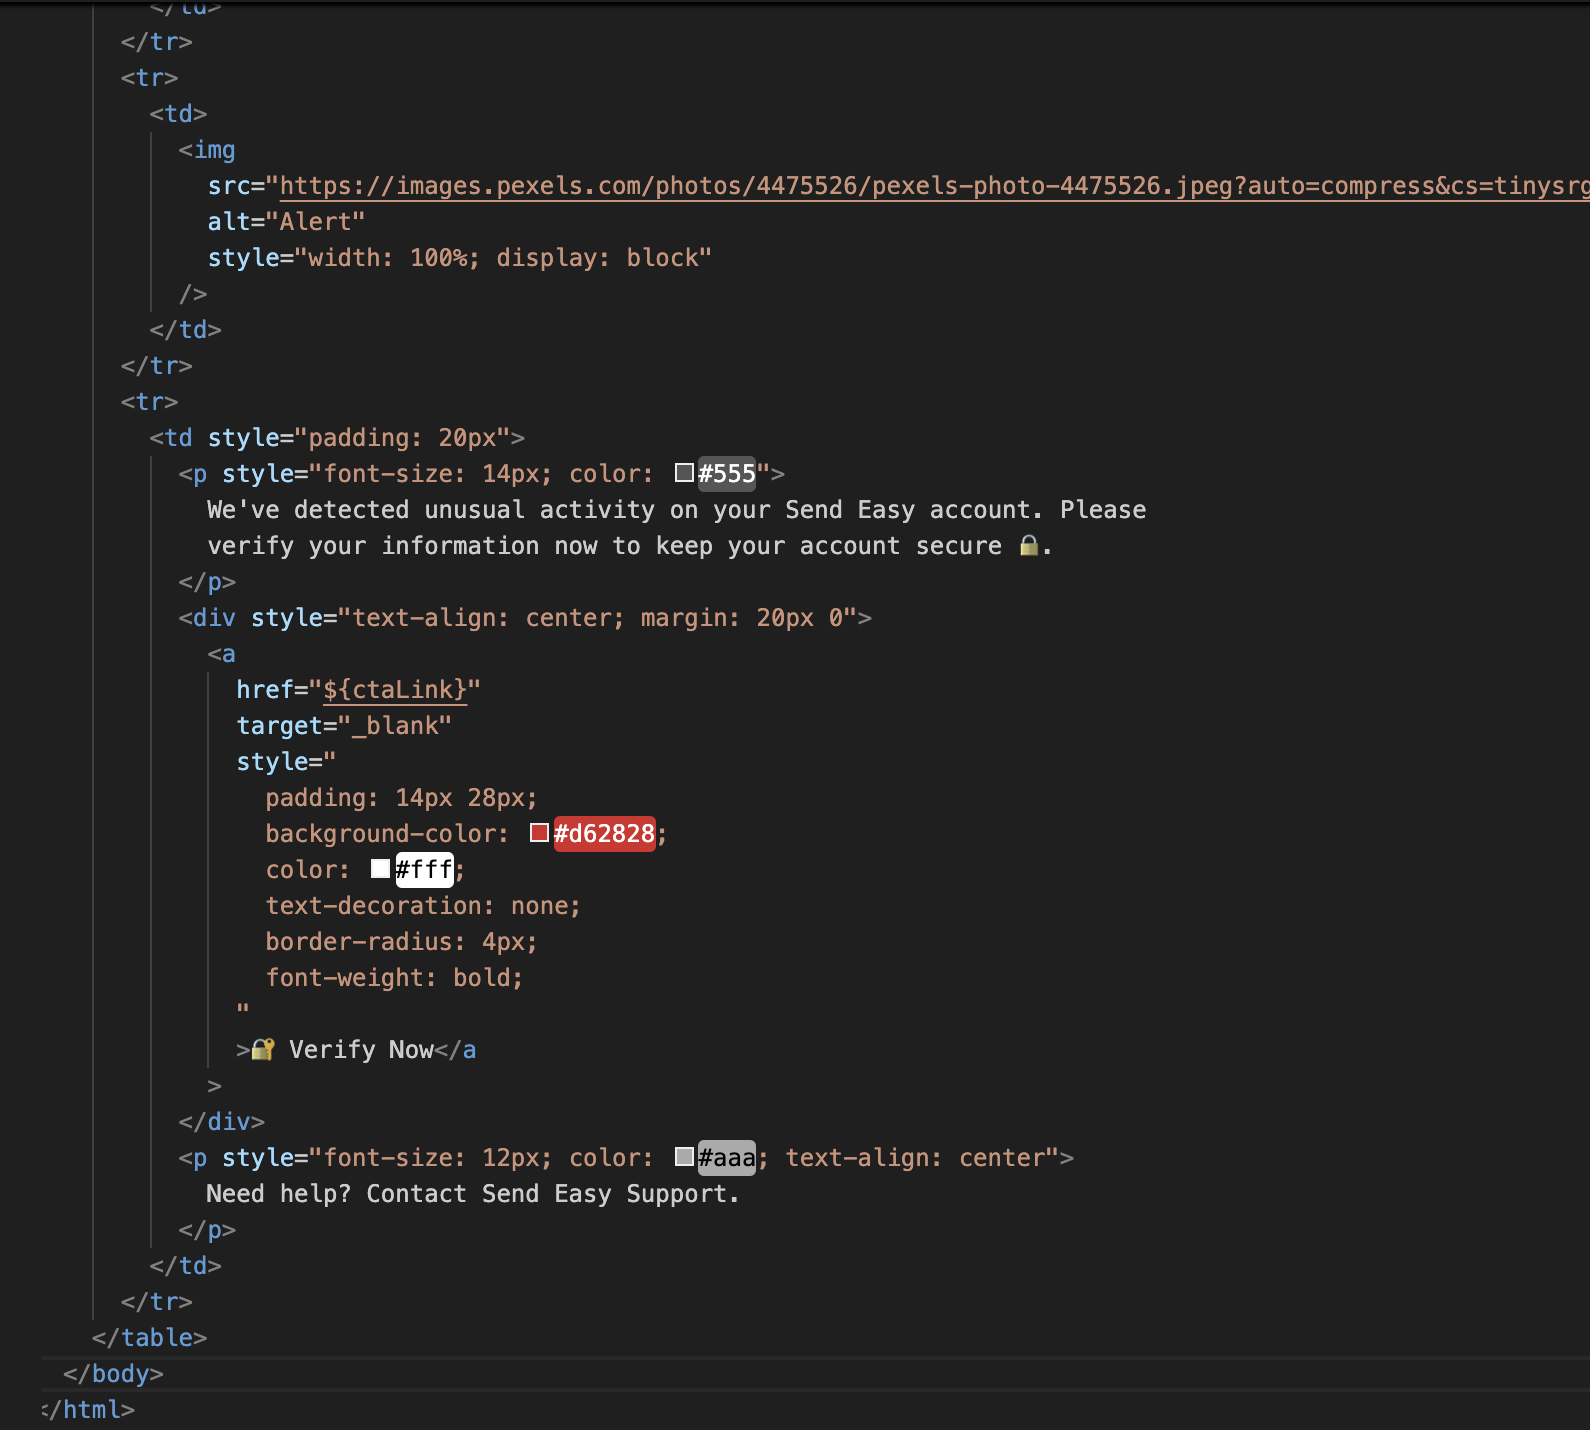 </td>
</tr>
<tr>
<td>
<img
src="https://images.pexels.com/photos/4475526/pexels-photo-4475526.jpeg?auto=compress&cs=tinysrg
alt="Alert"
style="width: 100%; display: block"
/>
</td>
</tr>
<tr>
<td style="padding: 20px">
<p style="font-size: 14px; color: #555">
We've detected unusual activity on your Send Easy account. Please
verify your information now to keep your account secure 🔒.
</p>
<div style="text-align: center; margin: 20px 0">
<a
href="${ctaLink}"
target="_blank"
style="
padding: 14px 28px;
background-color: #d62828;
color: #fff;
text-decoration: none;
border-radius: 4px;
font-weight: bold;
"
>🔐 Verify Now</a
>
</div>
<p style="font-size: 12px; color: #aaa; text-align: center">
Need help? Contact Send Easy Support.
</p>
</td>
</tr>
</table>
</body>
</html>